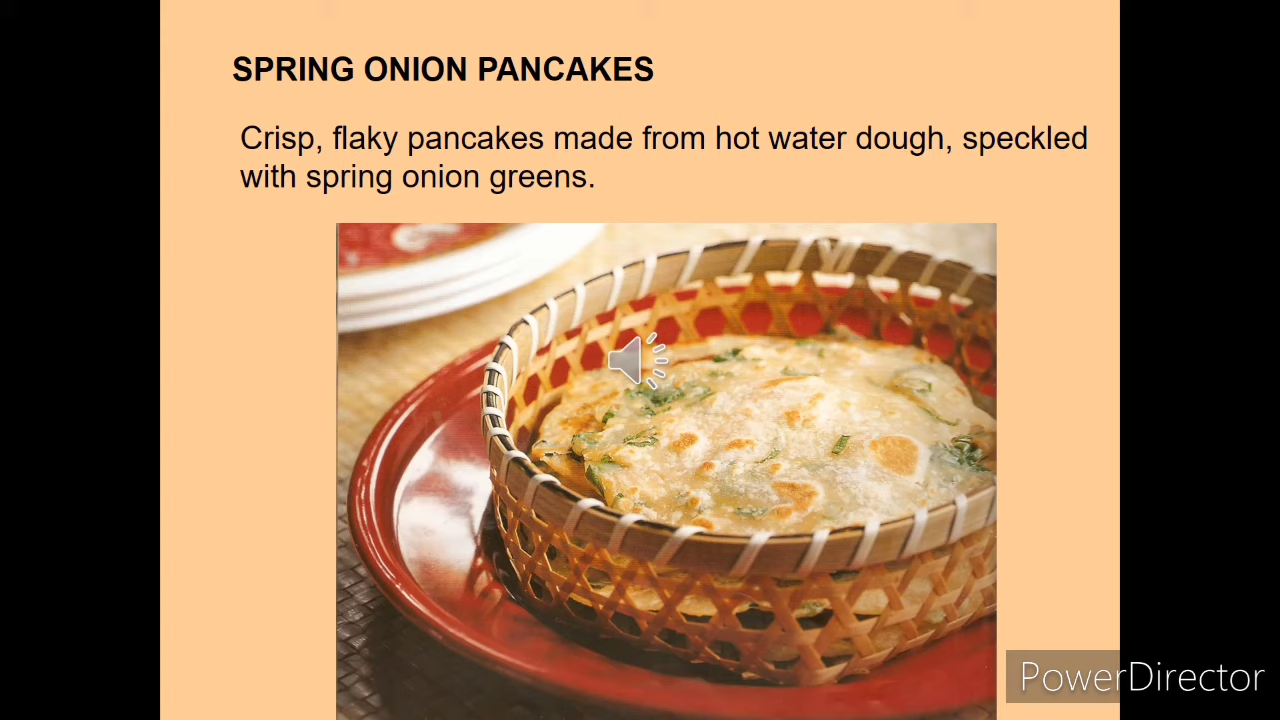 SPRING ONION PANCAKES
Crisp, flaky pancakes made from hot water dough, speckled
with spring onion greens.
PowerDirector